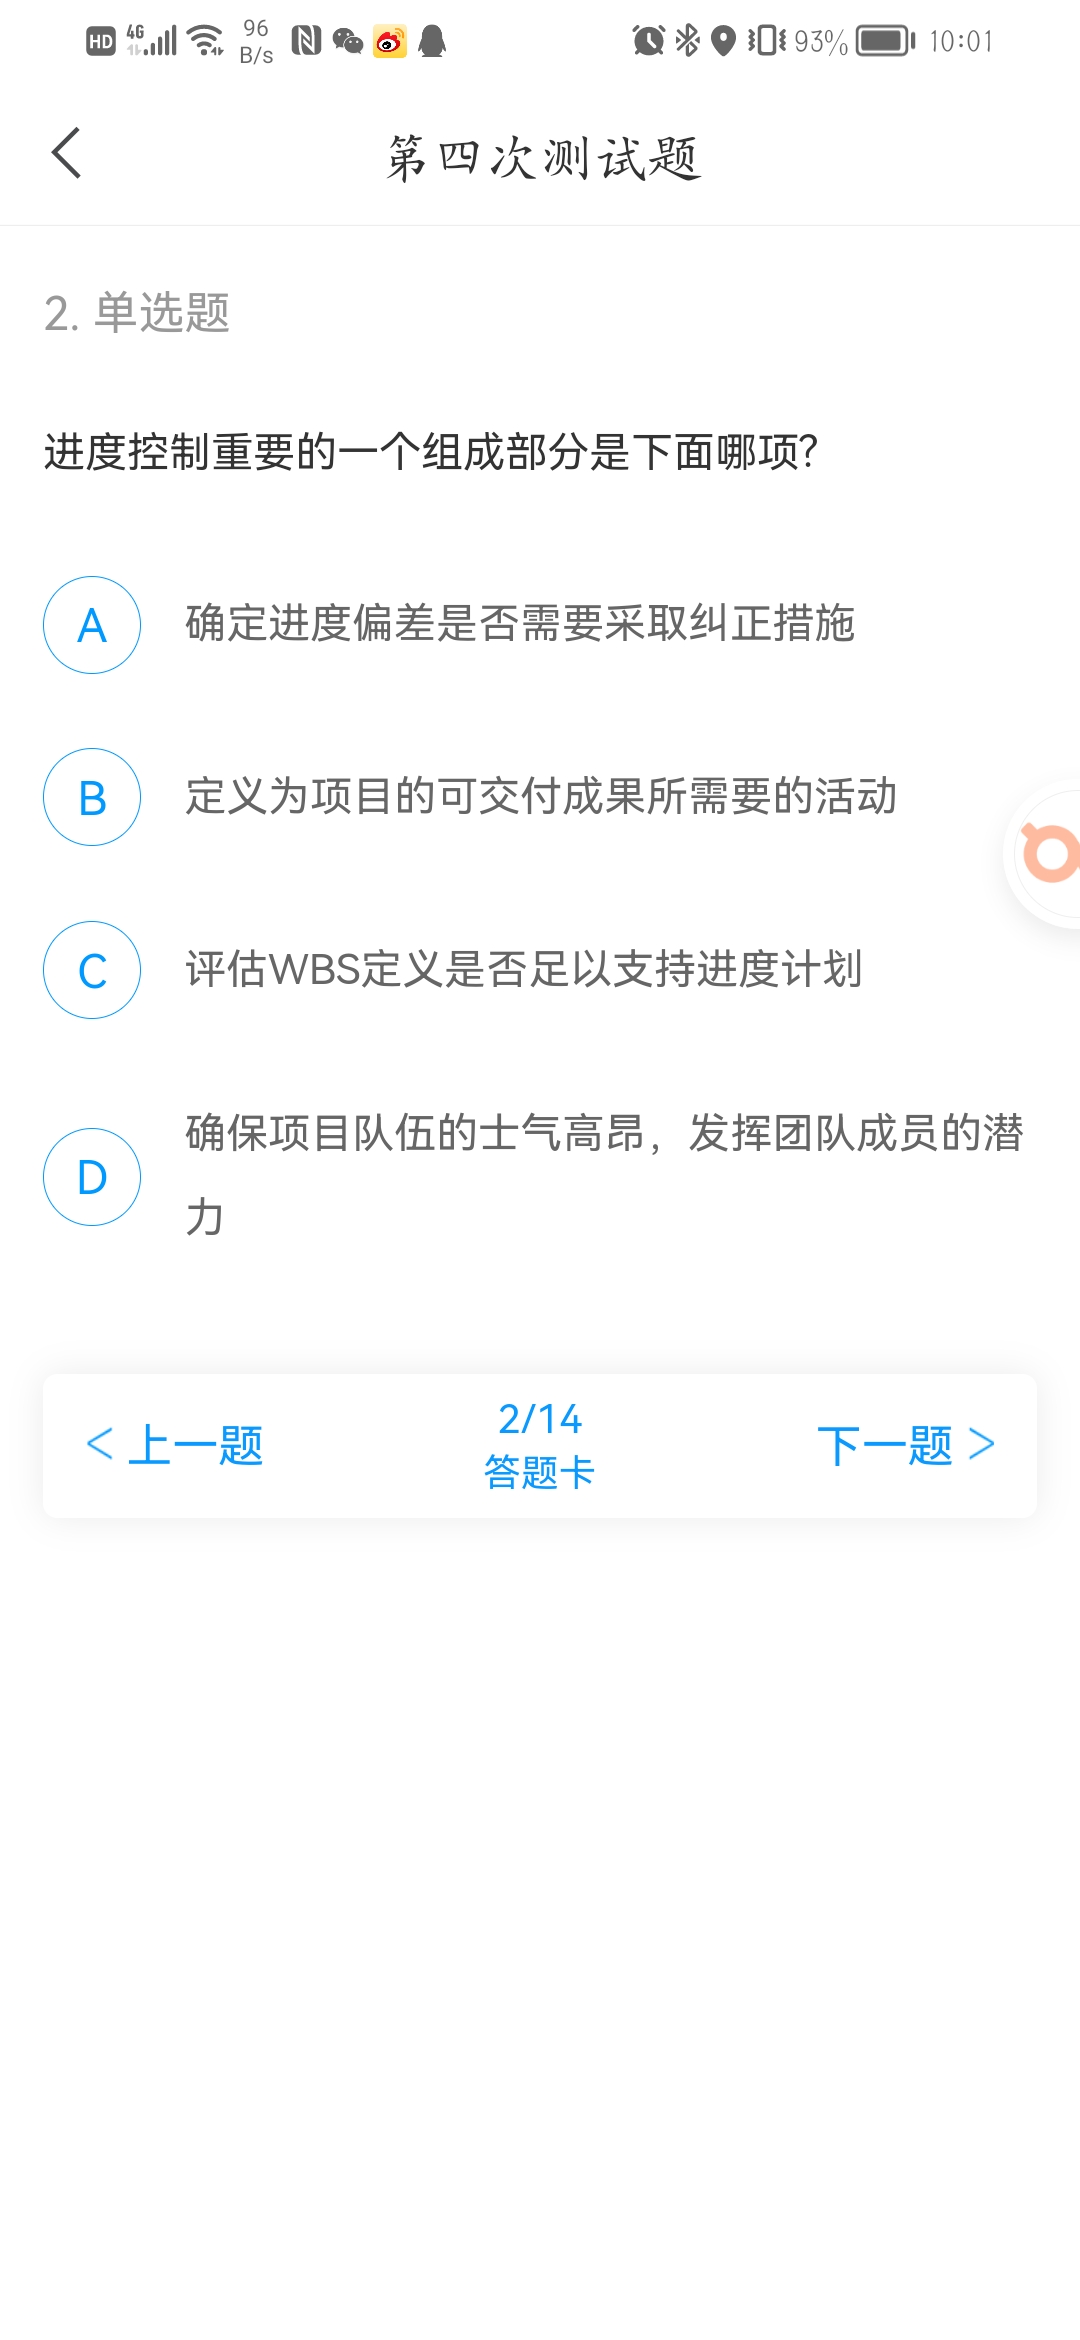 HD 4G 96 B/s 93% 10:01
第四次测试题
2. 单选题
进度控制重要的一个组成部分是下面哪项?
A 确定进度偏差是否需要采取纠正措施
B 定义为项目的可交付成果所需要的活动
C 评估WBS定义是否足以支持进度计划
D 确保项目队伍的士气高昂，发挥团队成员的潜
力
< 上一题 2/14 下一题 >
答题卡